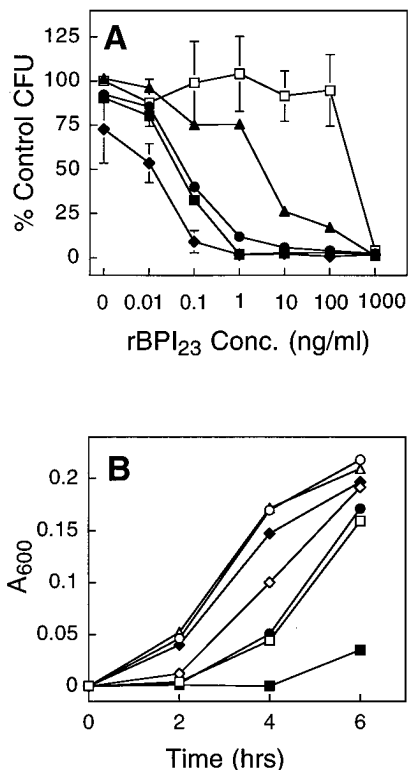 A
125
100
75
50
25
0
% Control CFU
0 0.01 0.1 1 10 100 1000
rBPI23 Conc. (ng/ml)
B
0.2
0.15
0.1
0.05
0
A600
0 2 4 6
Time (hrs)